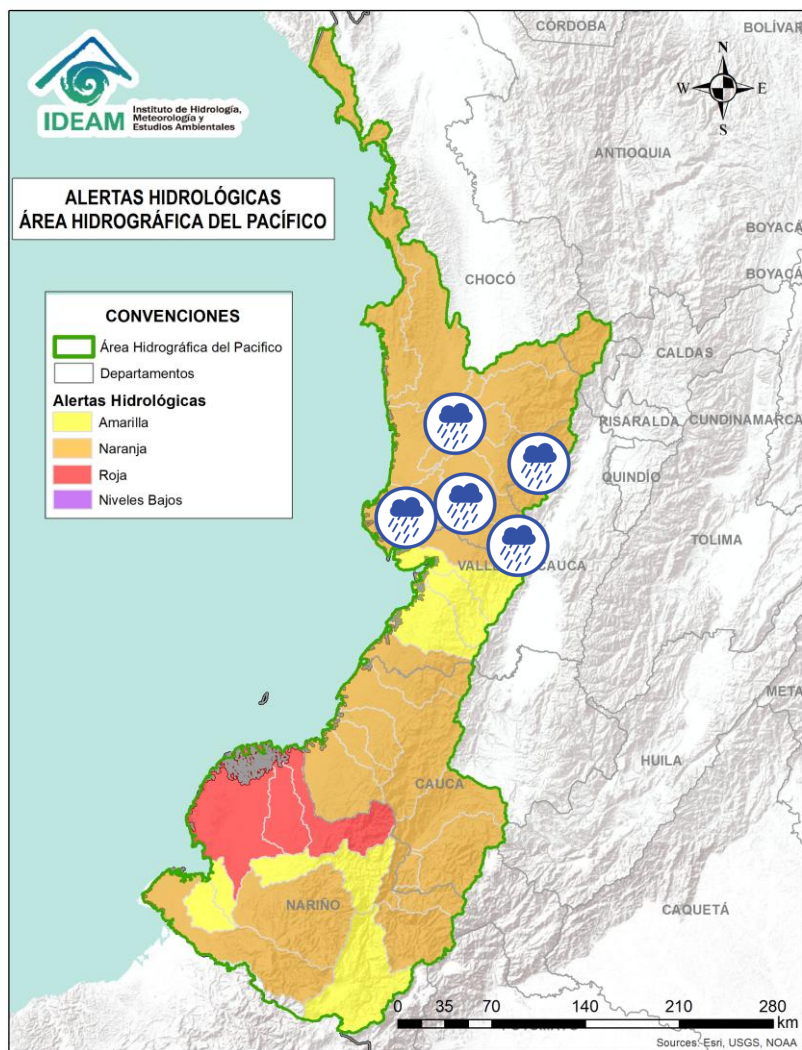 IDEAM
Instituto de Hidrología,
Meteorología y
Estudios Ambientales
ALERTAS HIDROLÓGICAS
ÁREA HIDROGRÁFICA DEL PACÍFICO
CONVENCIONES
Área Hidrográfica del Pacifico
Departamentos
Alertas Hidrológicas
Amarilla
Naranja
Roja
Niveles Bajos
N
W E
S
CÓRDOBA
BOLÍVAR
ANTIOQUIA
BOYACÁ
CHOCÓ
BOYACÁ
CALDAS
RISARALDA
CUNDINAMARCA
QUINDÍO
TOLIMA
VALLE CAUCA
META
HUILA
CAUCA
NARIÑO
CAQUETÁ
0 35 70 140 210 280
km
Sources: Esri, USGS, NOAA